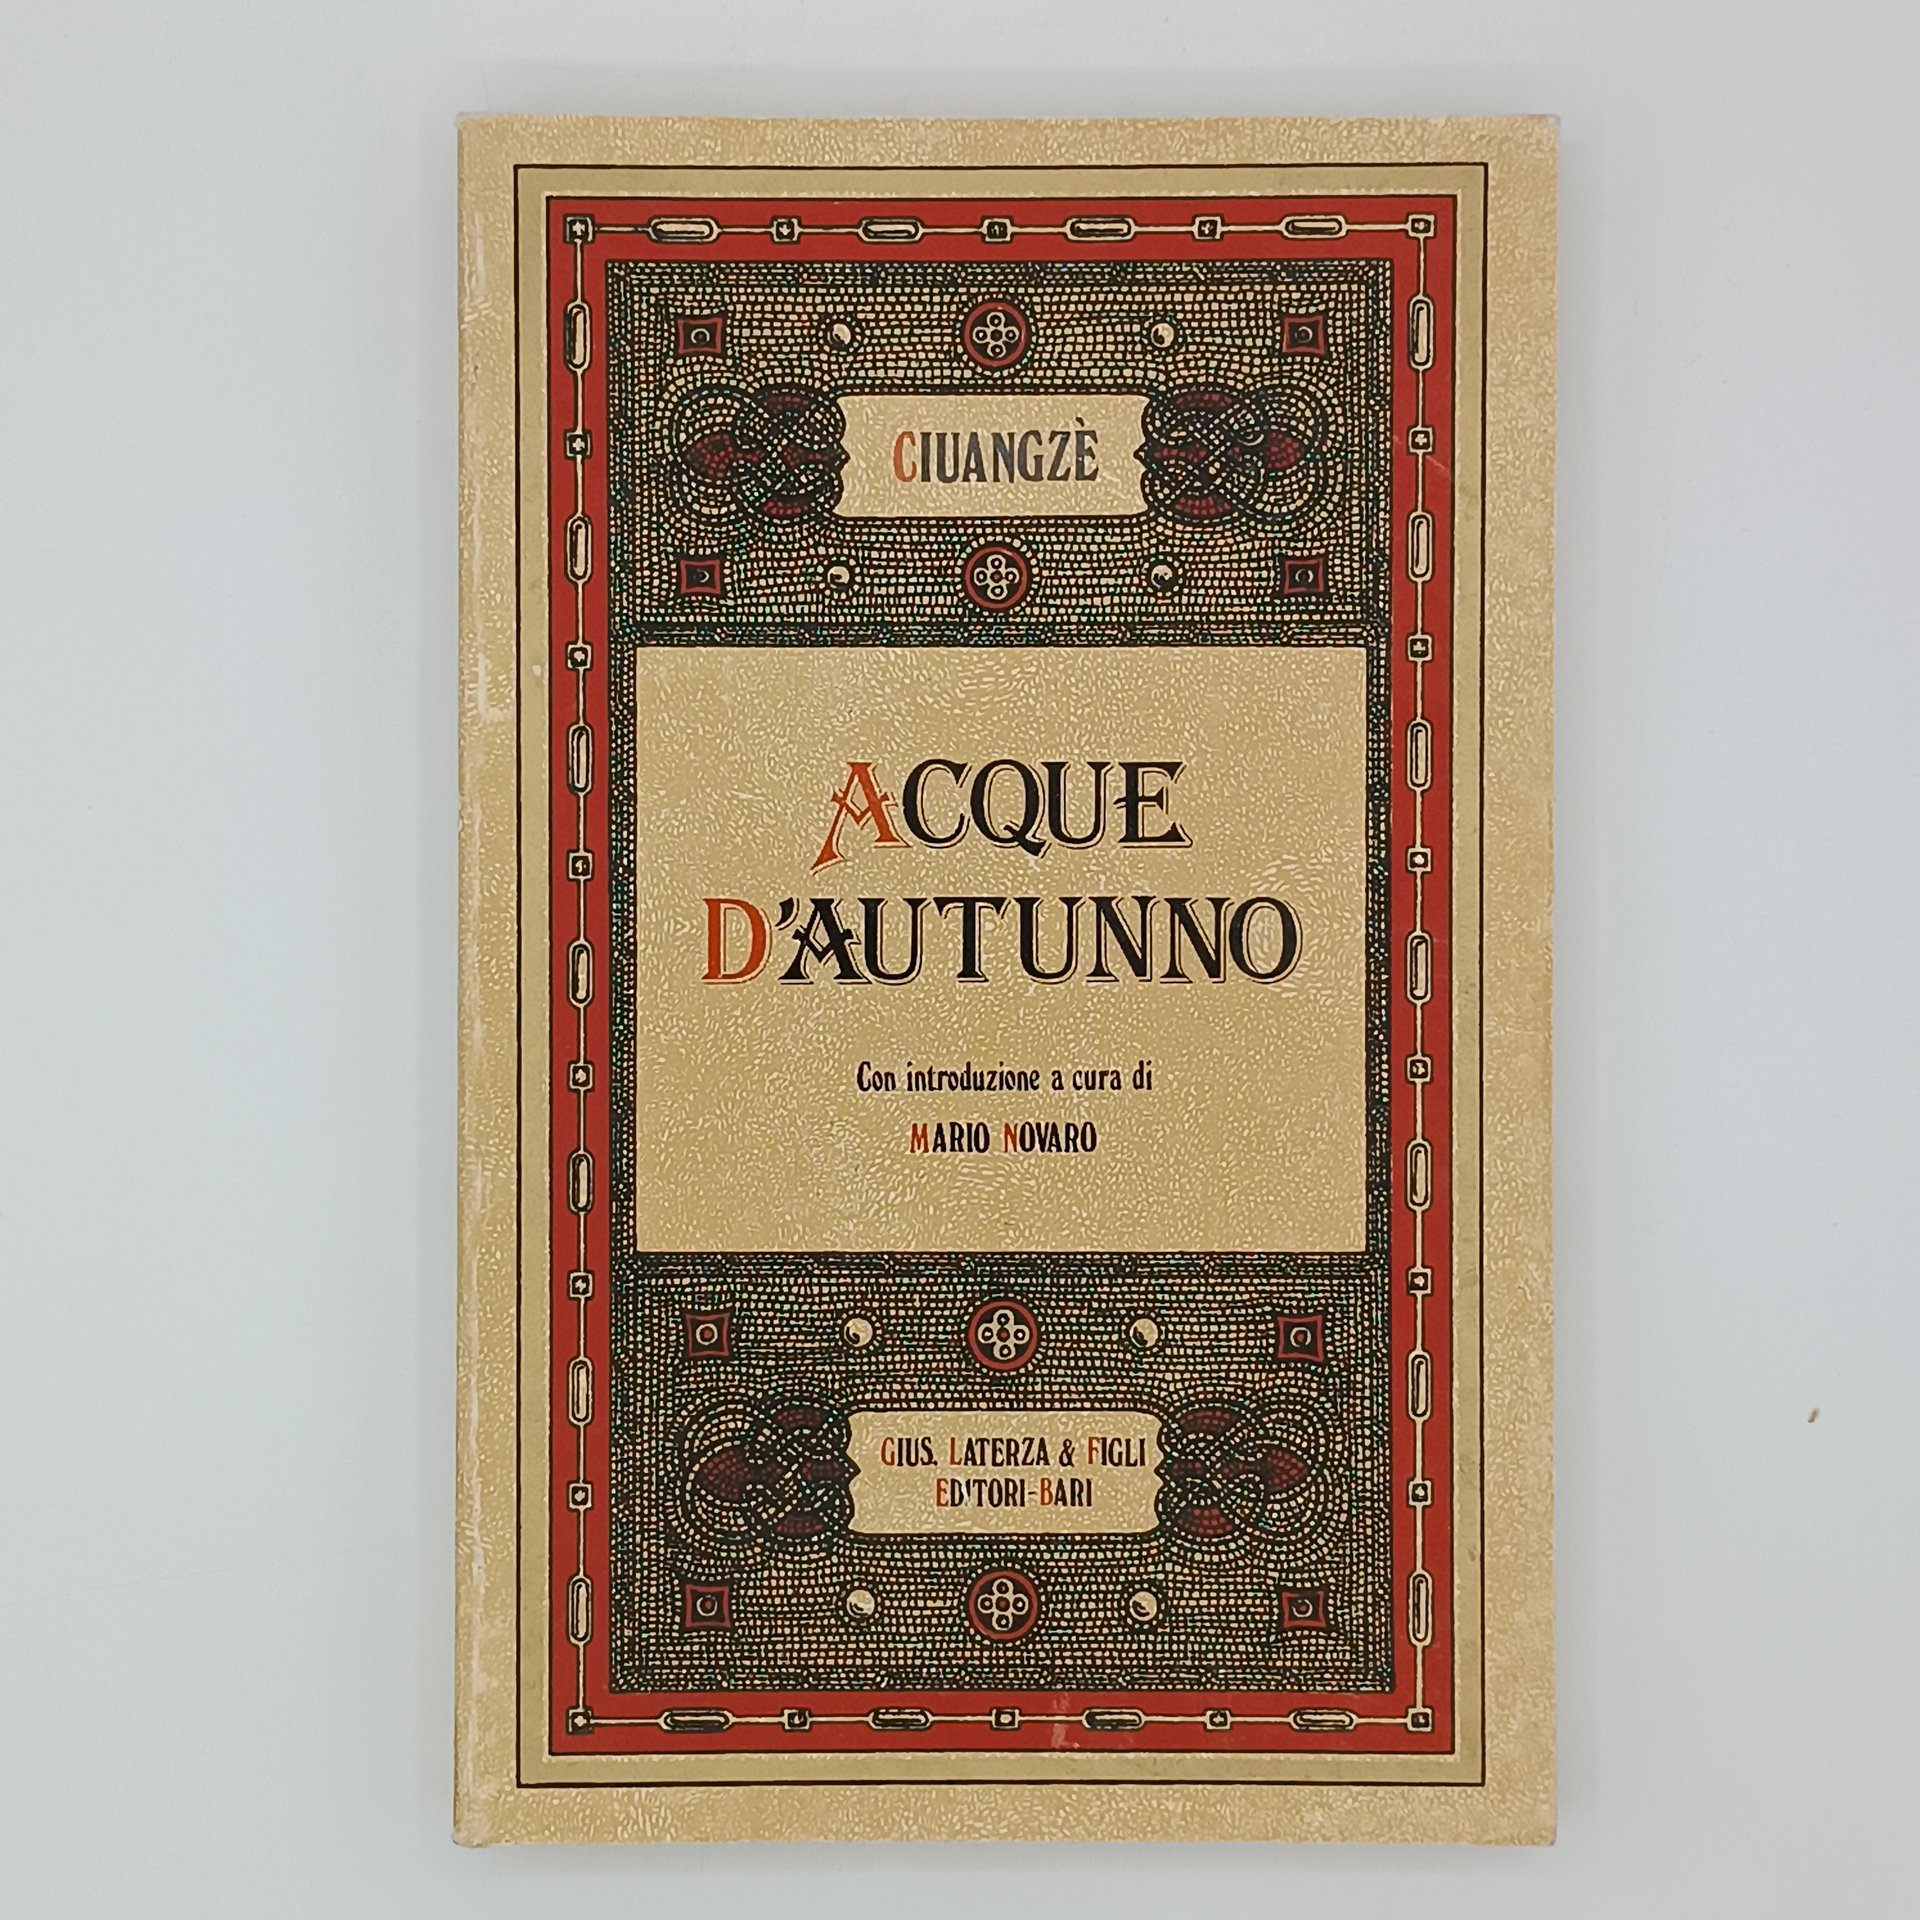 CIUANGZÈ
ACQUE
D'AUTUNNO
Con introduzione a cura di
MARIO NOVARO
GIUS. LATERZA & FIGLI
EDITORI-BARI